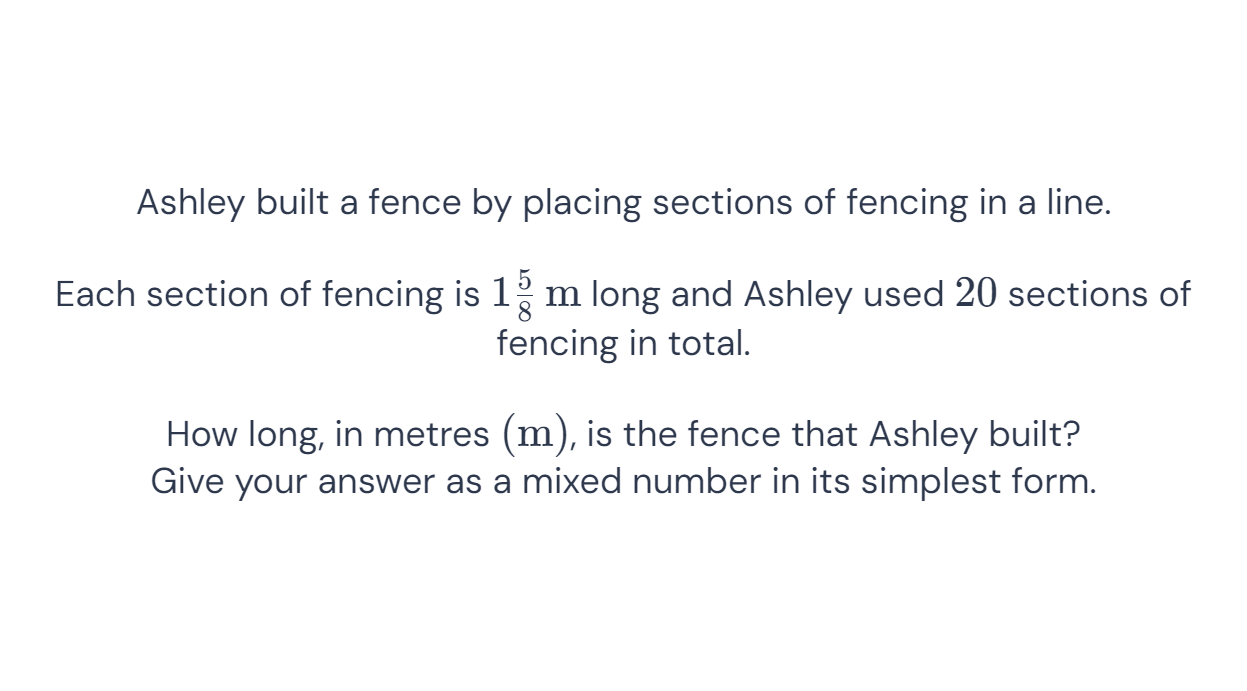 Ashley built a fence by placing sections of fencing in a line.
Each section of fencing is 1 5/8 m long and Ashley used 20 sections of
fencing in total.
How long, in metres (m), is the fence that Ashley built?
Give your answer as a mixed number in its simplest form.